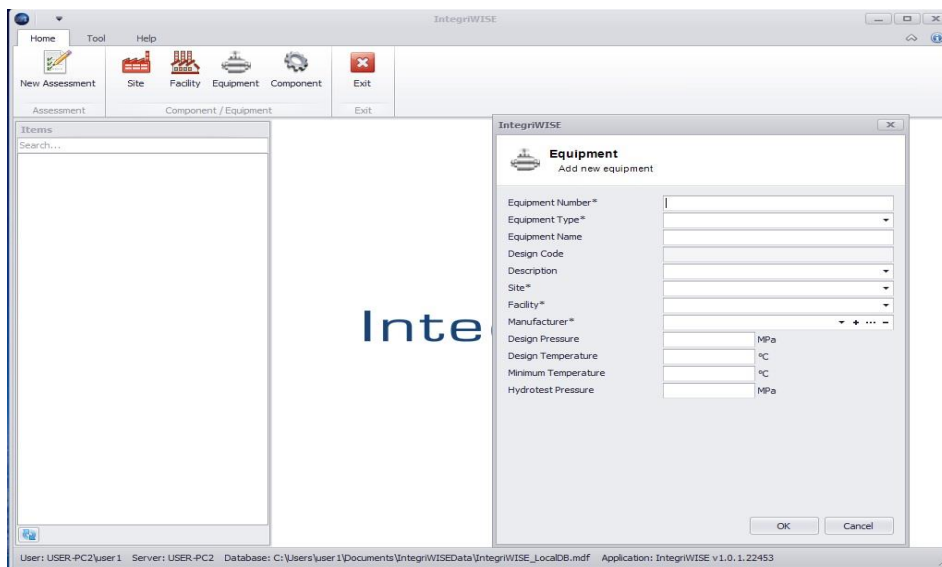 IntegriWISE
Home Tool Help
New Assessment Site Facility Equipment Component Exit
Assessment Component / Equipment Exit
Items
Search...
IntegriWISE
Equipment
Add new equipment
Equipment Number*
Equipment Type*
Equipment Name
Design Code
Description
Site*
Facility*
Inte
Manufacturer*
Design Pressure MPa
Design Temperature °C
Minimum Temperature °C
Hydrotest Pressure MPa
OK Cancel
User: USER-PC2\user1 Server: USER-PC2 Database: C:\Users\user1\Documents\IntegriWISEData\IntegriWISE_LocalDB.mdf Application: IntegriWISE v1.0.1.22453